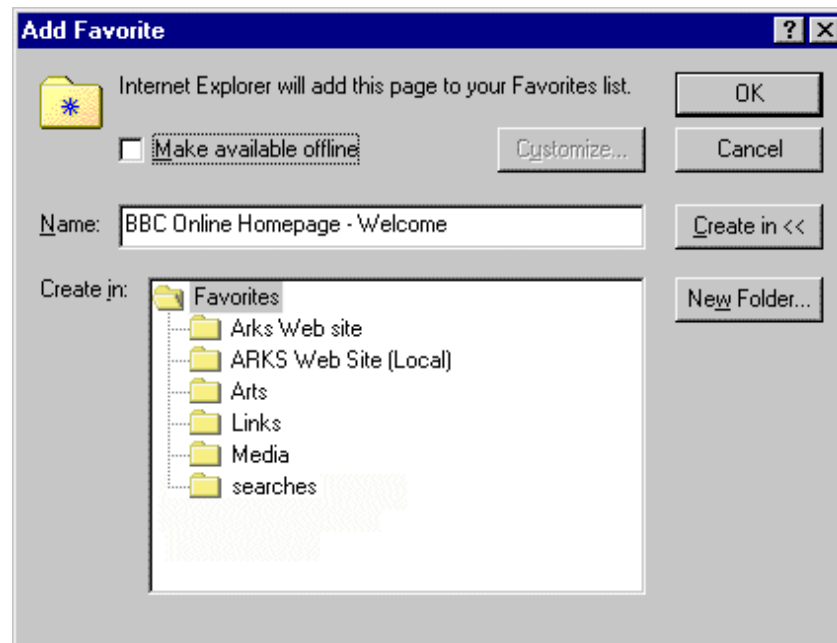 Add Favorite
Internet Explorer will add this page to your Favorites list.
OK
Make available offline
Customize...
Cancel
Name:
BBC Online Homepage - Welcome
Create in <<
Create in:
Favorites
New Folder...
Arks Web site
ARKS Web Site (Local)
Arts
Links
Media
searches